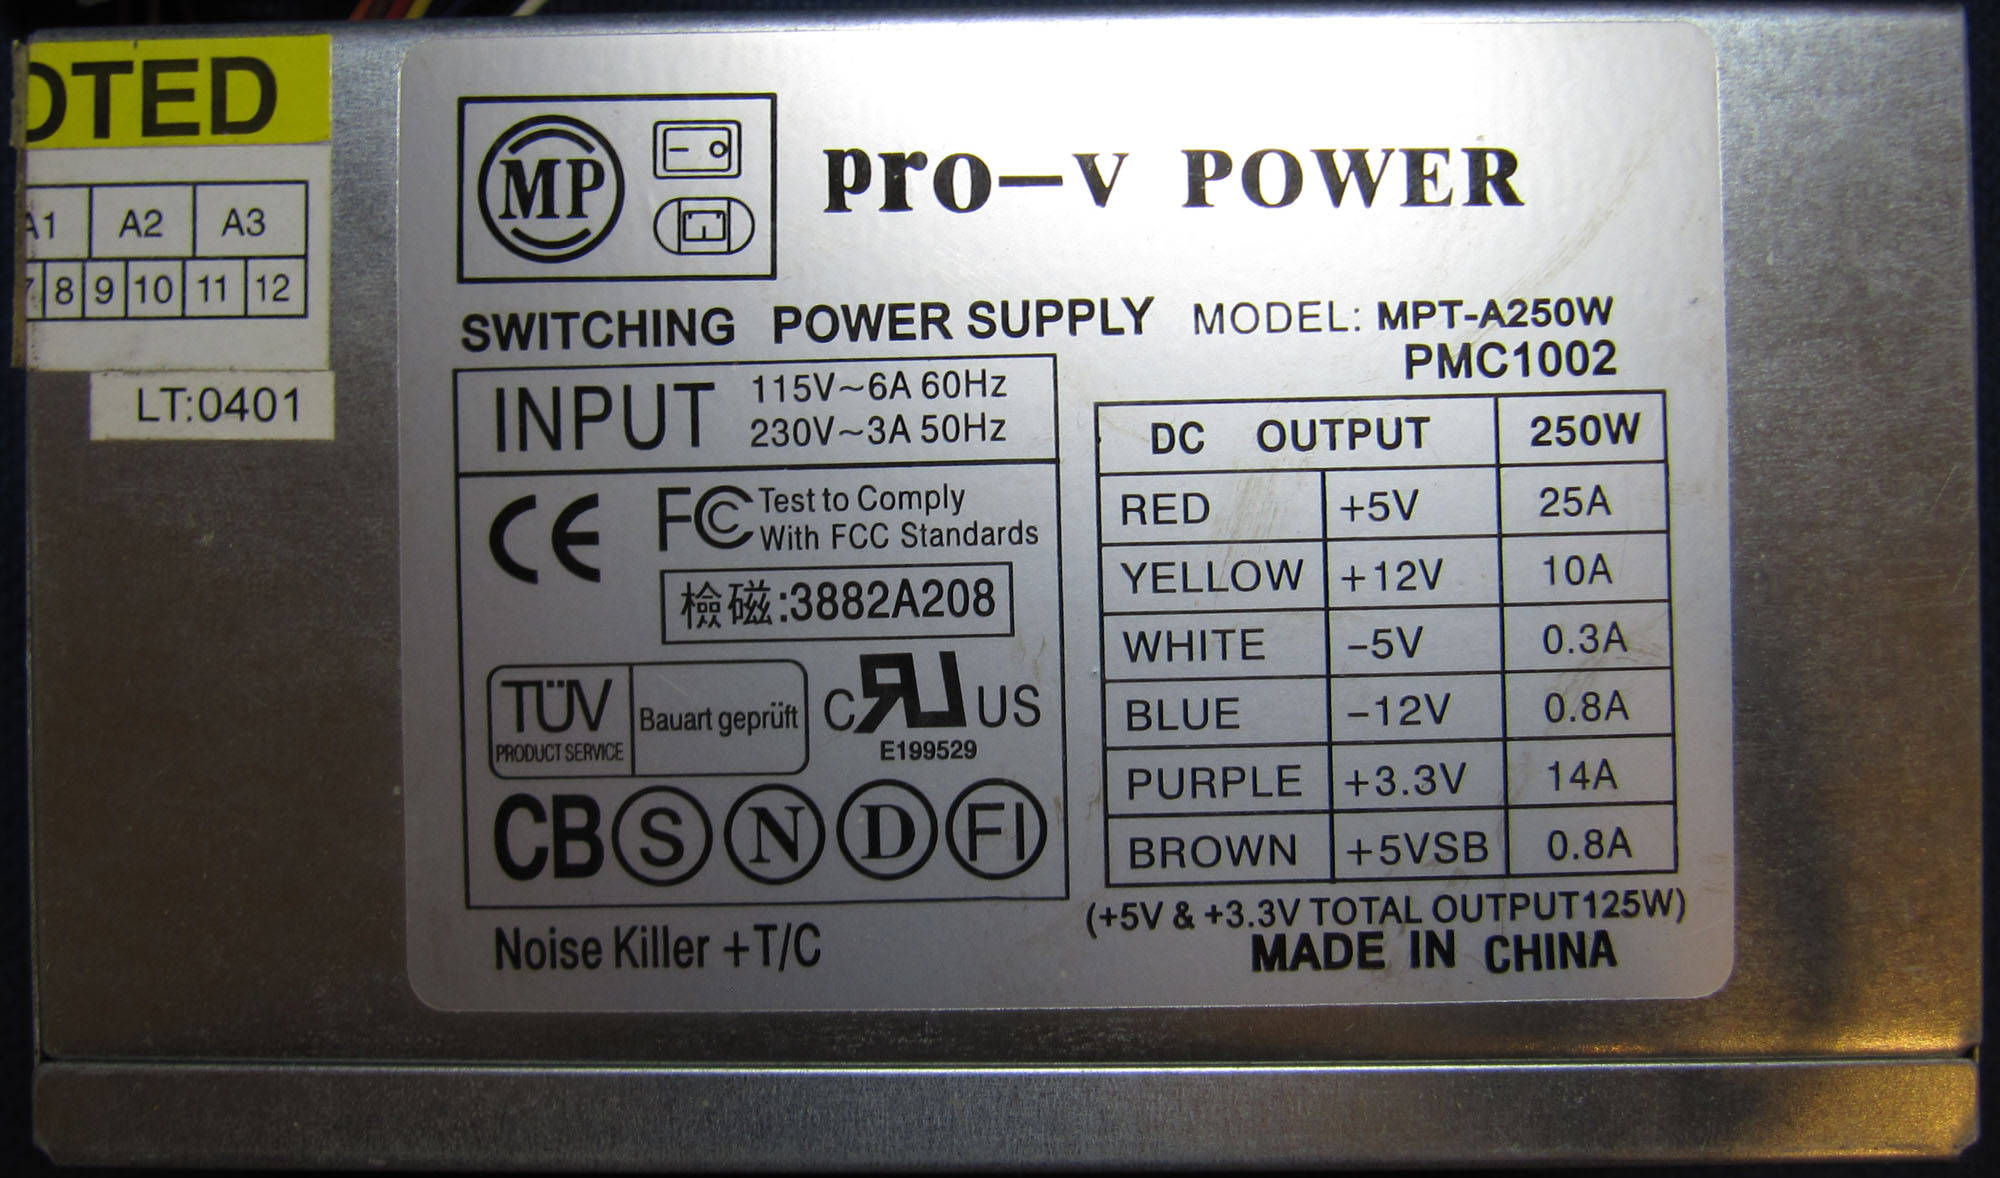 OTED
A1 A2 A3
7 8 9 10 11 12
LT:0401
MP
pro-v POWER
SWITCHING POWER SUPPLY MODEL: MPT-A250W
PMC1002
INPUT 115V~6A 60Hz
230V~3A 50Hz
CE FC Test to Comply
With FCC Standards
檢磁:3882A208
TÜV PRODUCT SERVICE Bauart geprüft
C RU US
E199529
CB S N D FI
Noise Killer +T/C
DC OUTPUT 250W
RED +5V 25A
YELLOW +12V 10A
WHITE -5V 0.3A
BLUE -12V 0.8A
PURPLE +3.3V 14A
BROWN +5VSB 0.8A
(+5V & +3.3V TOTAL OUTPUT125W)
MADE IN CHINA